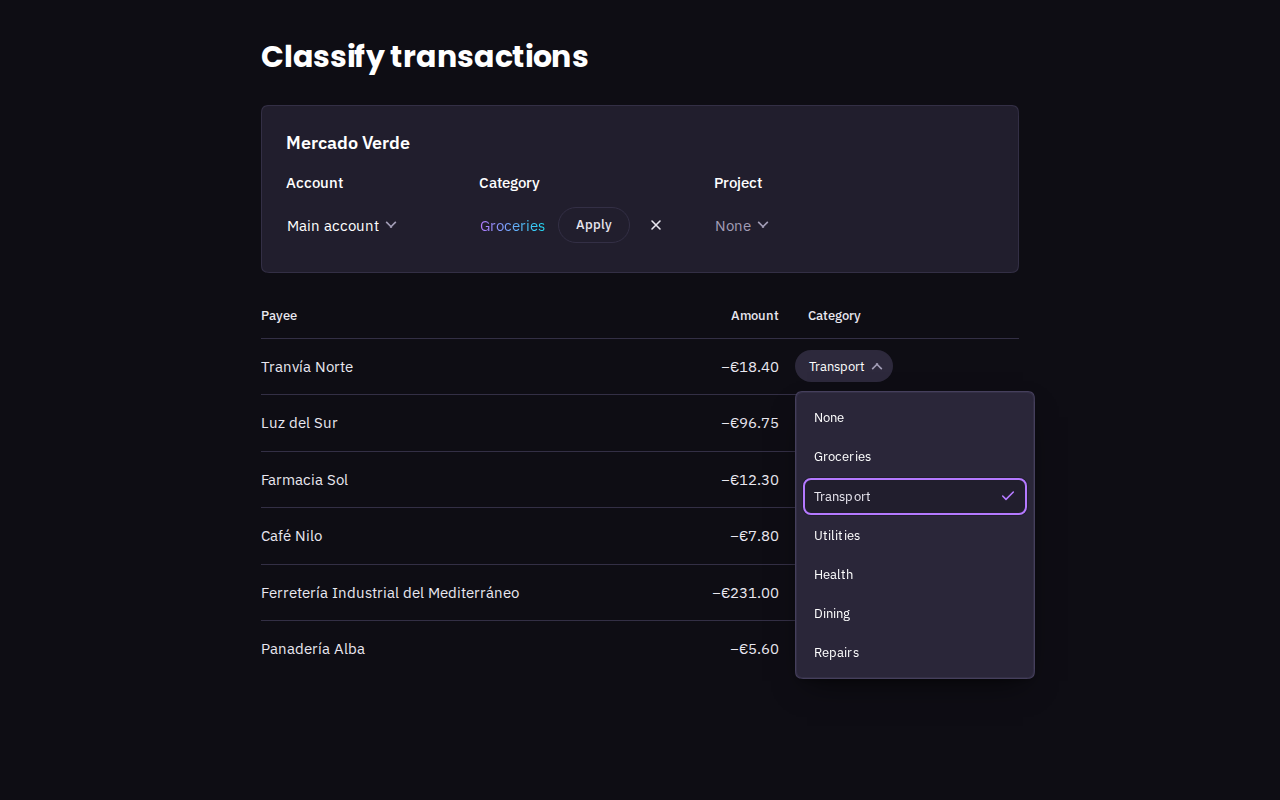 Classify transactions
Mercado Verde
Account Category Project
Main account Groceries Apply None
Payee Amount Category
Tranvía Norte −€18.40 Transport
Luz del Sur −€96.75
Farmacia Sol −€12.30
Café Nilo −€7.80
Ferretería Industrial del Mediterráneo −€231.00
Panadería Alba −€5.60
None
Groceries
Transport
Utilities
Health
Dining
Repairs